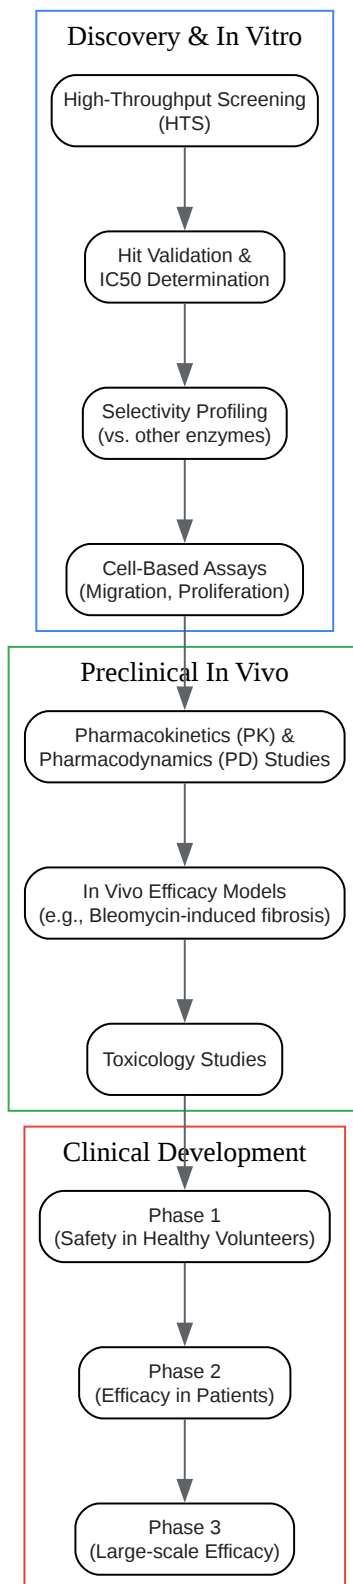 Discovery & In Vitro
High-Throughput Screening
(HTS)
Hit Validation &
IC50 Determination
Selectivity Profiling
(vs. other enzymes)
Cell-Based Assays
(Migration, Proliferation)
Preclinical In Vivo
Pharmacokinetics (PK) &
Pharmacodynamics (PD) Studies
In Vivo Efficacy Models
(e.g., Bleomycin-induced fibrosis)
Toxicology Studies
Clinical Development
Phase 1
(Safety in Healthy Volunteers)
Phase 2
(Efficacy in Patients)
Phase 3
(Large-scale Efficacy)